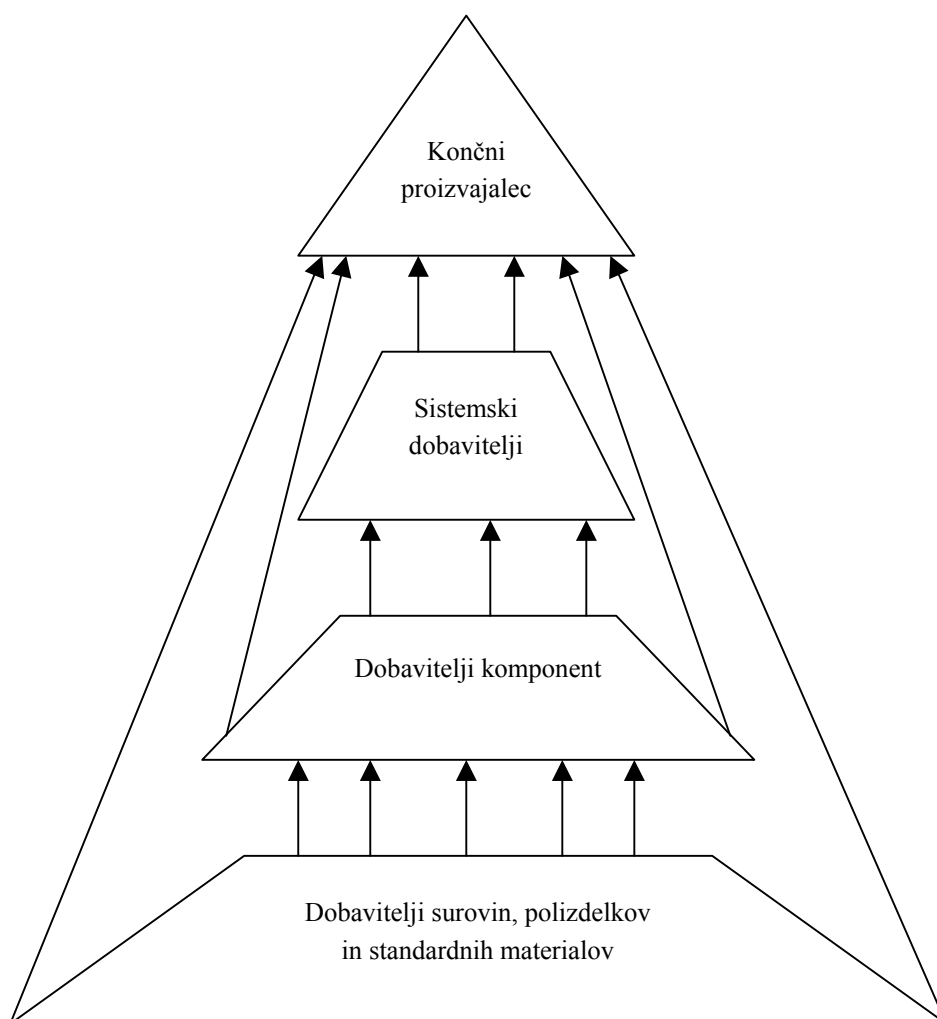 Končni
proizvajalec
Sistemski
dobavitelji
Dobavitelji komponent
Dobavitelji surovin, polizdelkov
in standardnih materialov